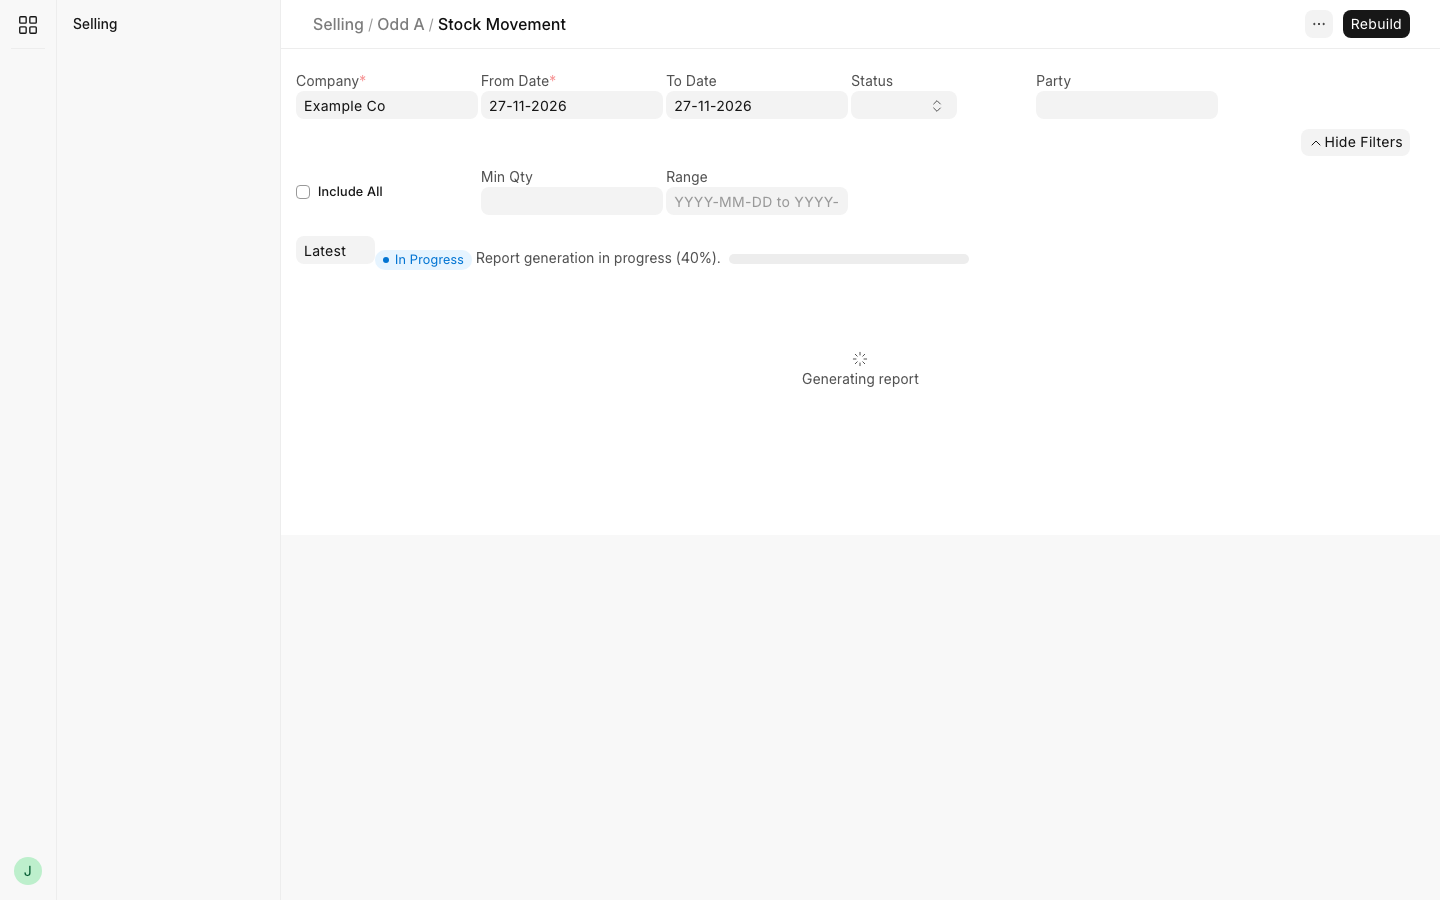 Selling
Selling / Odd A / Stock Movement
··· Rebuild
Company* From Date* To Date Status Party
Example Co 27-11-2026 27-11-2026
Hide Filters
Min Qty Range
Include All
YYYY-MM-DD to YYYY-
Latest
In Progress Report generation in progress (40%).
Generating report
J